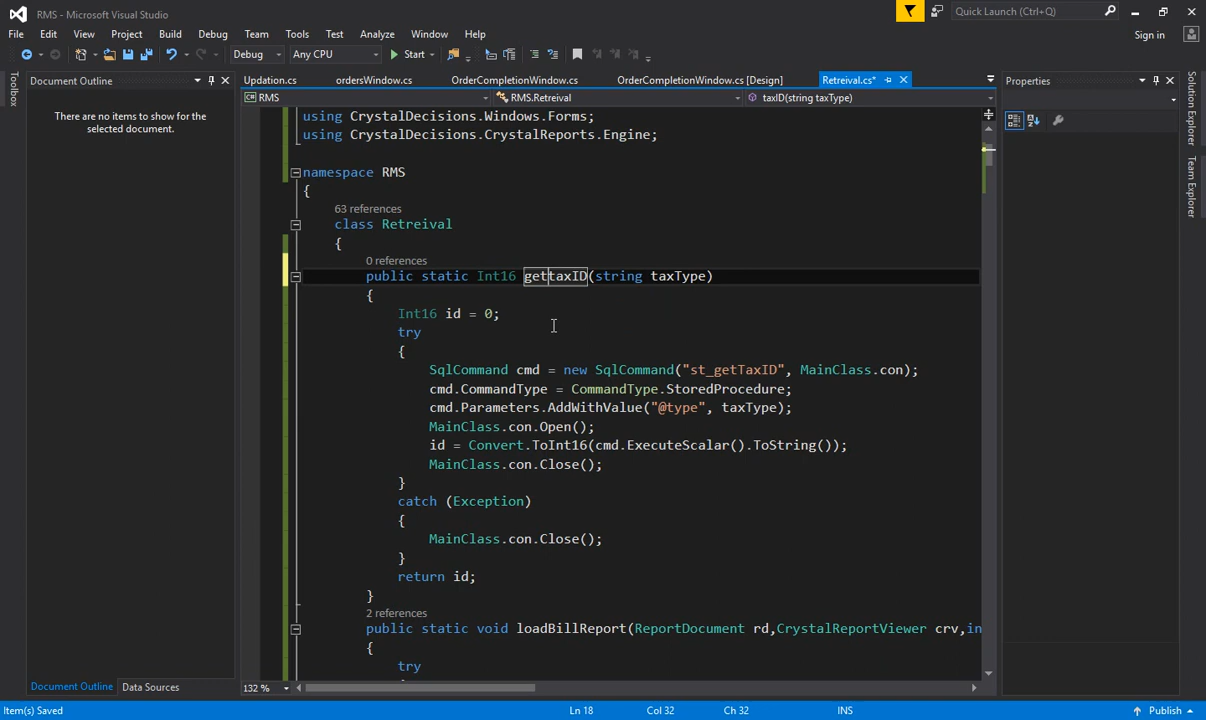 RMS - Microsoft Visual Studio
Quick Launch (Ctrl+Q)
File Edit View Project Build Debug Team Tools Test Analyze Window Help
Sign in
Debug Any CPU Start
Toolbox
Document Outline
There are no items to show for the
selected document.
Updation.cs ordersWindow.cs OrderCompletionWindow.cs OrderCompletionWindow.cs [Design] Retreival.cs*
RMS RMS.Retreival taxID(string taxType)
using CrystalDecisions.Windows.Forms;
using CrystalDecisions.CrystalReports.Engine;
namespace RMS
{
63 references
class Retreival
{
0 references
public static Int16 gettaxID(string taxType)
{
Int16 id = 0;
try
{
SqlCommand cmd = new SqlCommand("st_getTaxID", MainClass.con);
cmd.CommandType = CommandType.StoredProcedure;
cmd.Parameters.AddWithValue("@type", taxType);
MainClass.con.Open();
id = Convert.ToInt16(cmd.ExecuteScalar().ToString());
MainClass.con.Close();
}
catch (Exception)
{
MainClass.con.Close();
}
return id;
}
2 references
public static void loadBillReport(ReportDocument rd,CrystalReportViewer crv,in
{
try
132 %
Properties
Solution Explorer
Team Explorer
Document Outline Data Sources
Item(s) Saved Ln 18 Col 32 Ch 32 INS Publish